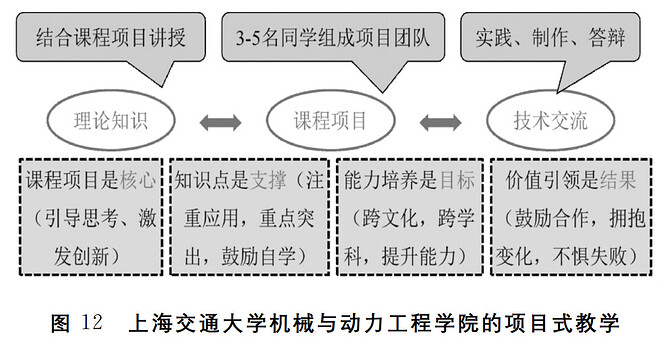 结合课程项目讲授
3-5名同学组成项目团队
实践、制作、答辩
理论知识
课程项目
技术交流
课程项目是核心
（引导思考、激
发创新）
知识点是支撑（注
重应用，重点突
出，鼓励自学）
能力培养是目标
（跨文化，跨学
科，提升能力）
价值引领是结果
（鼓励合作，拥抱
变化，不惧失败）
图 12 上海交通大学机械与动力工程学院的项目式教学